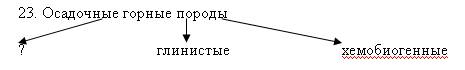 23. Осадочные горные породы
? глинистые хемобиогенные